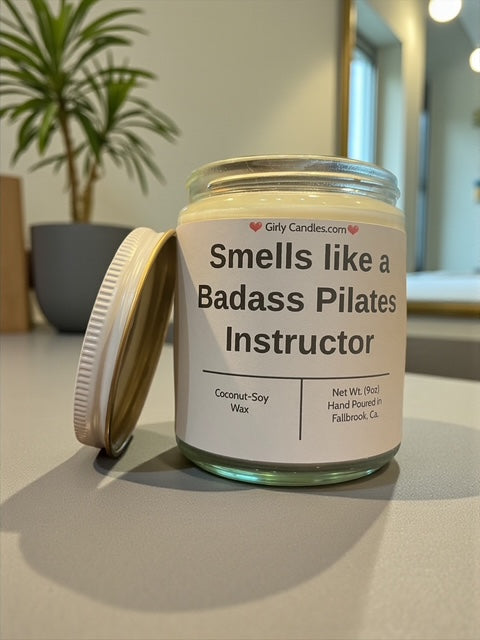 ❤ Girly Candles.com ❤
Smells like a
Badass Pilates
Instructor
Coconut-Soy
Wax
Net Wt. (9oz)
Hand Poured in
Fallbrook, Ca.